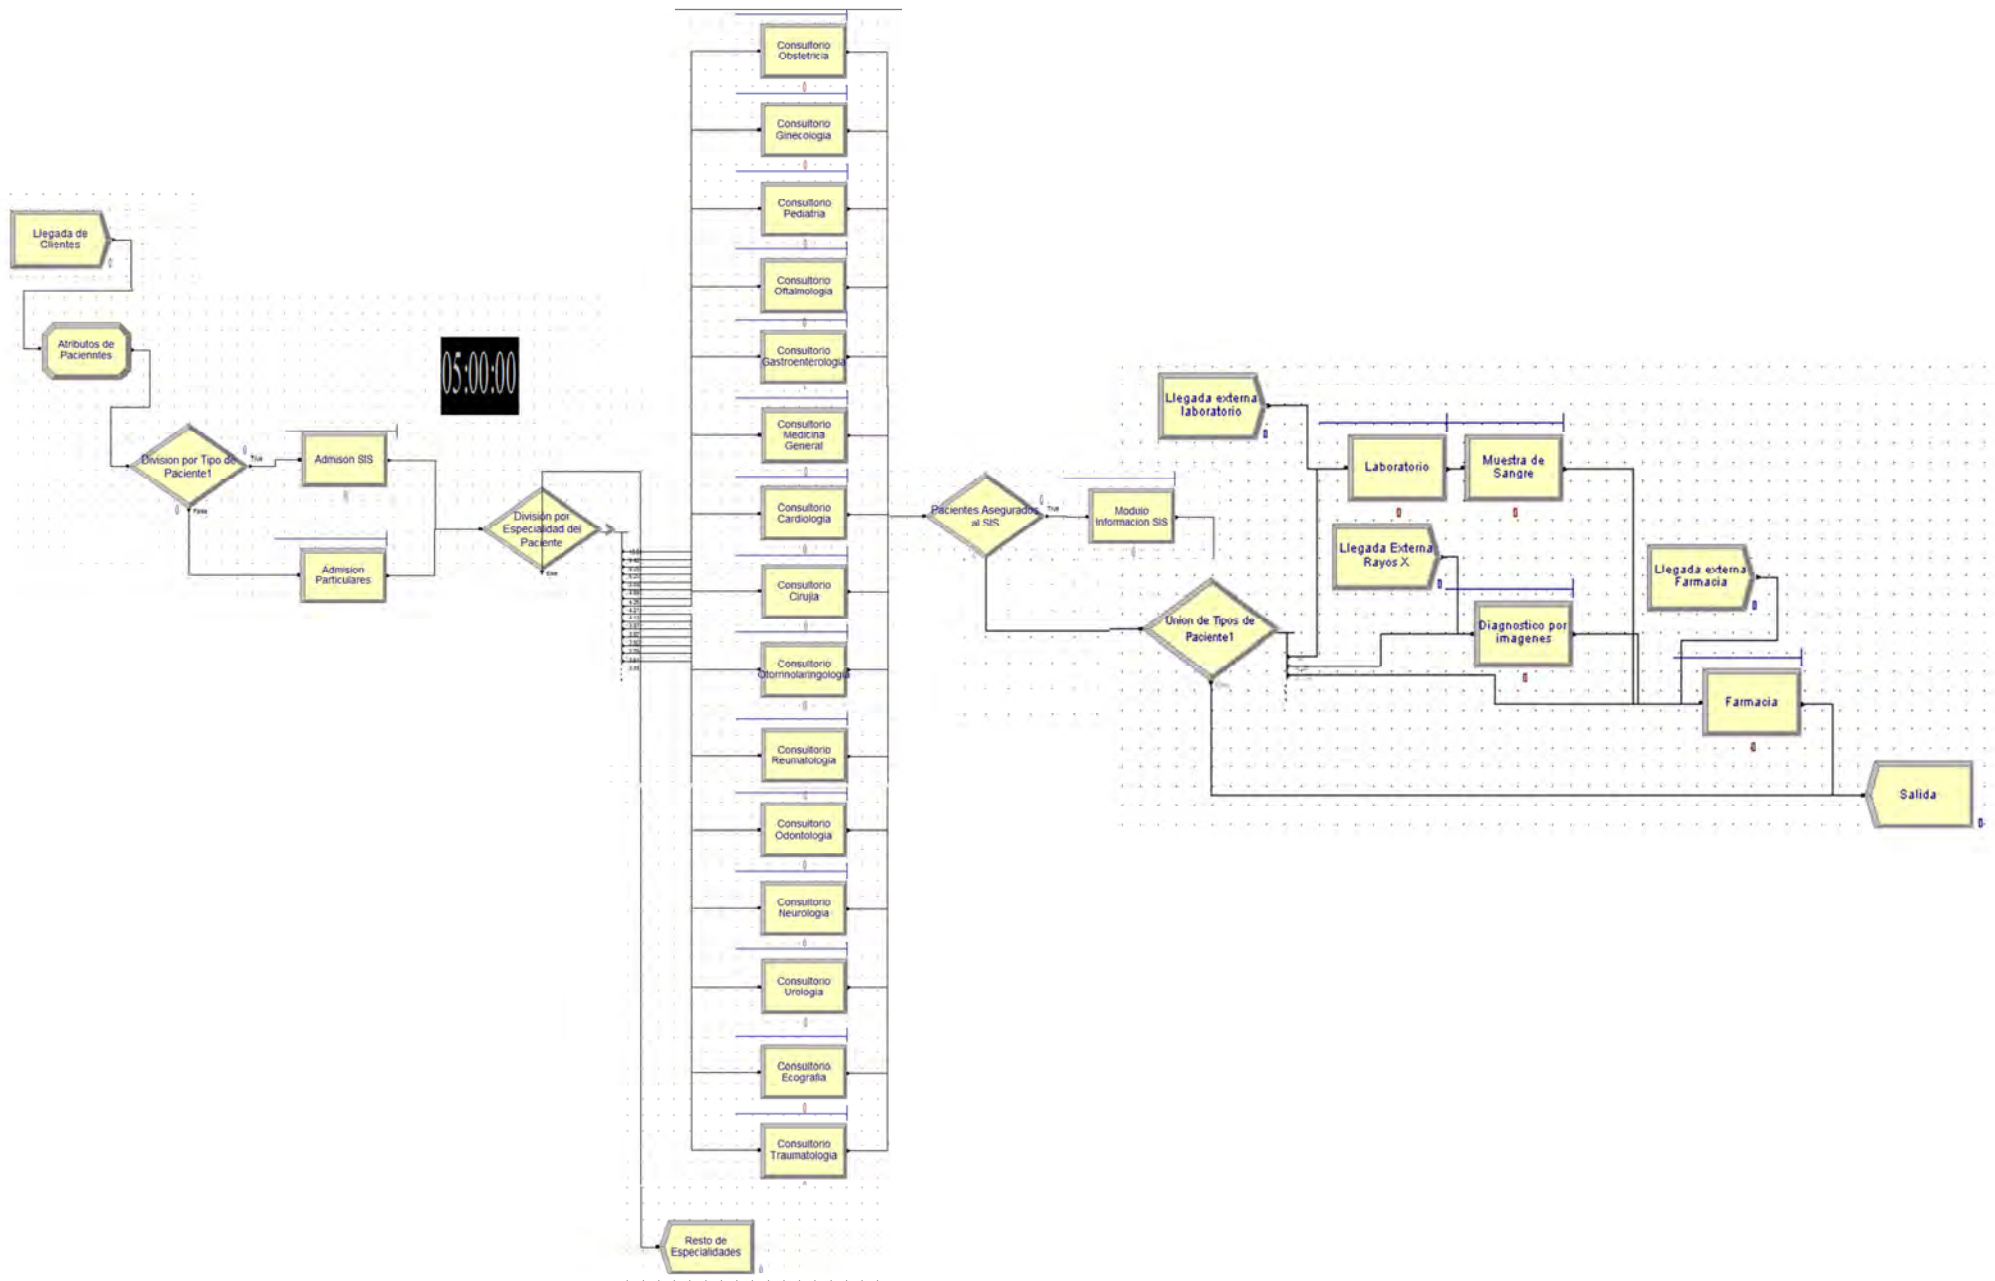 Llegada de
Clientes
Atributos de
Pacienntes
Division por Tipo de
Paciente1
True
False
Admison SIS
Admision
Particulares
05:00:00
División por
Especialidad del
Paciente
Consultorio
Obstetricia
Consultorio
Ginecologia
Consultorio
Pediatria
Consultorio
Oftalmologia
Consultorio
Gastroenterologia
Consultorio
Medicina
General
Consultorio
Cardiologia
Consultorio
Cirujia
Consultorio
Otorrinolaringologia
Consultorio
Reumatologia
Consultorio
Odontologia
Consultorio
Neurologia
Consultorio
Urologia
Consultorio
Ecografia
Consultorio
Traumatologia
Resto de
Especialidades
Pacientes Asegurados
al SIS
True
Modulo
Informacion SIS
Union de Tipos de
Paciente1
Llegada externa
laboratorio
Laboratorio
Muestra de
Sangre
Llegada Externa
Rayos X
Diagnostico por
imagenes
Llegada externa
Farmacia
Farmacia
Salida